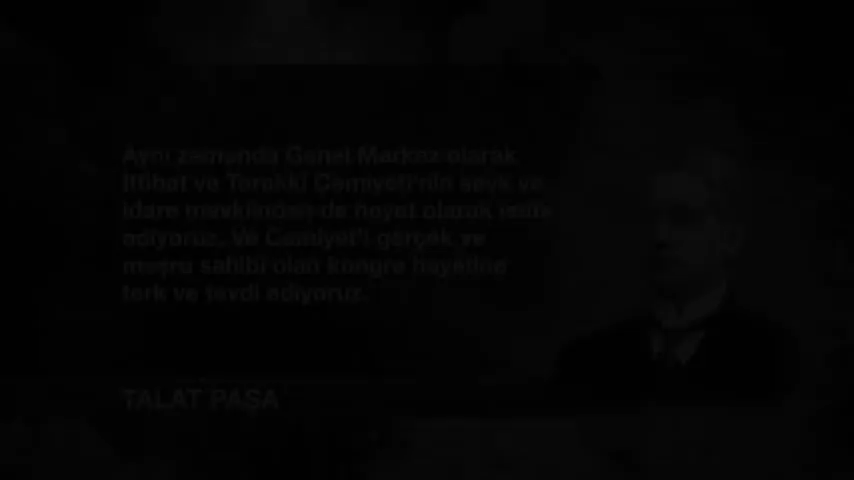 Aynı zamanda Genel Merkez olarak
İttihat ve Terakki Cemiyeti'nin sevk ve
idare mevkiinden de heyet olarak istifa
ediyoruz. Ve Cemiyet'i gerçek ve
meşru sahibi olan kongre heyetine
terk ve tevdi ediyoruz.
TALAT PAŞA